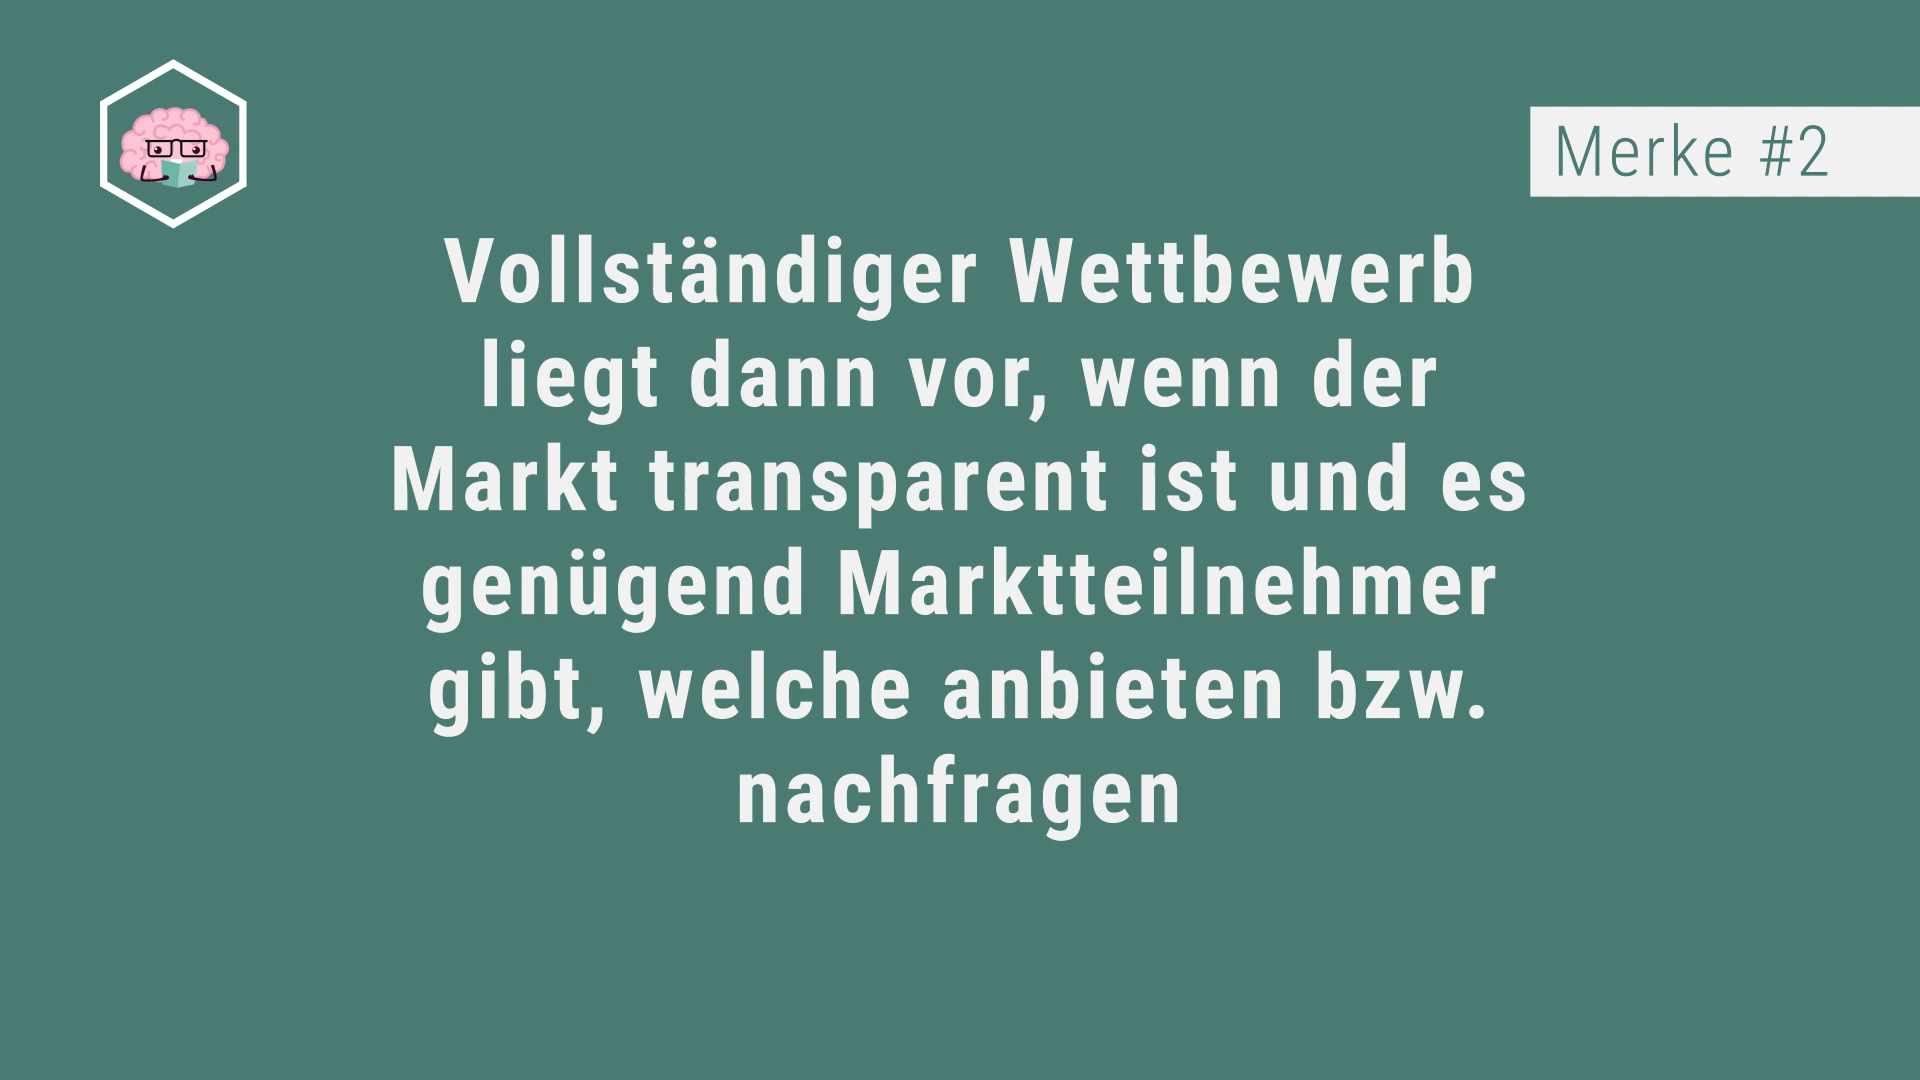 Merke #2
Vollständiger Wettbewerb
liegt dann vor, wenn der
Markt transparent ist und es
genügend Marktteilnehmer
gibt, welche anbieten bzw.
nachfragen